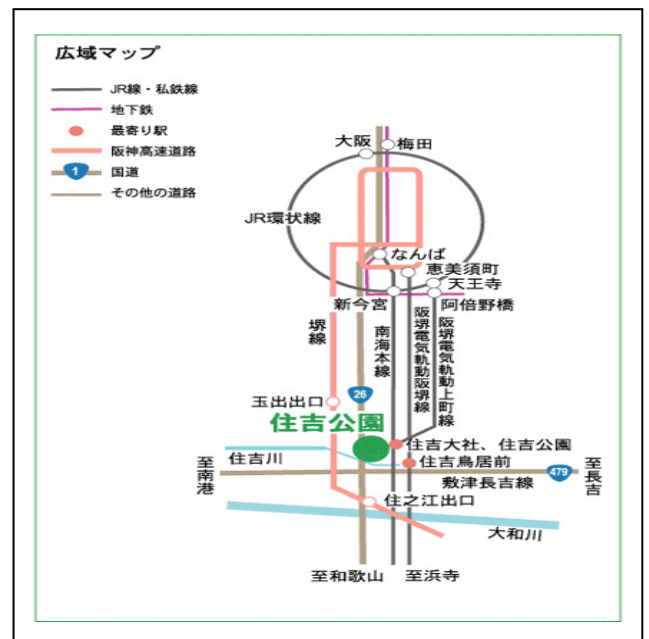 広域マップ
JR線・私鉄線
地下鉄
最寄り駅
阪神高速道路
1
国道
その他の道路
大阪
梅田
JR環状線
なんば
恵美須町
天王寺
新今宮
阿倍野橋
堺線
南海本線
阪堺電気軌動阪堺線
阪堺電気軌動上町線
26
玉出出口
住吉公園
住吉大社、住吉公園
住吉川
住吉鳥居前
至南港
479
至長吉
敷津長吉線
住之江出口
大和川
至和歌山
至浜寺